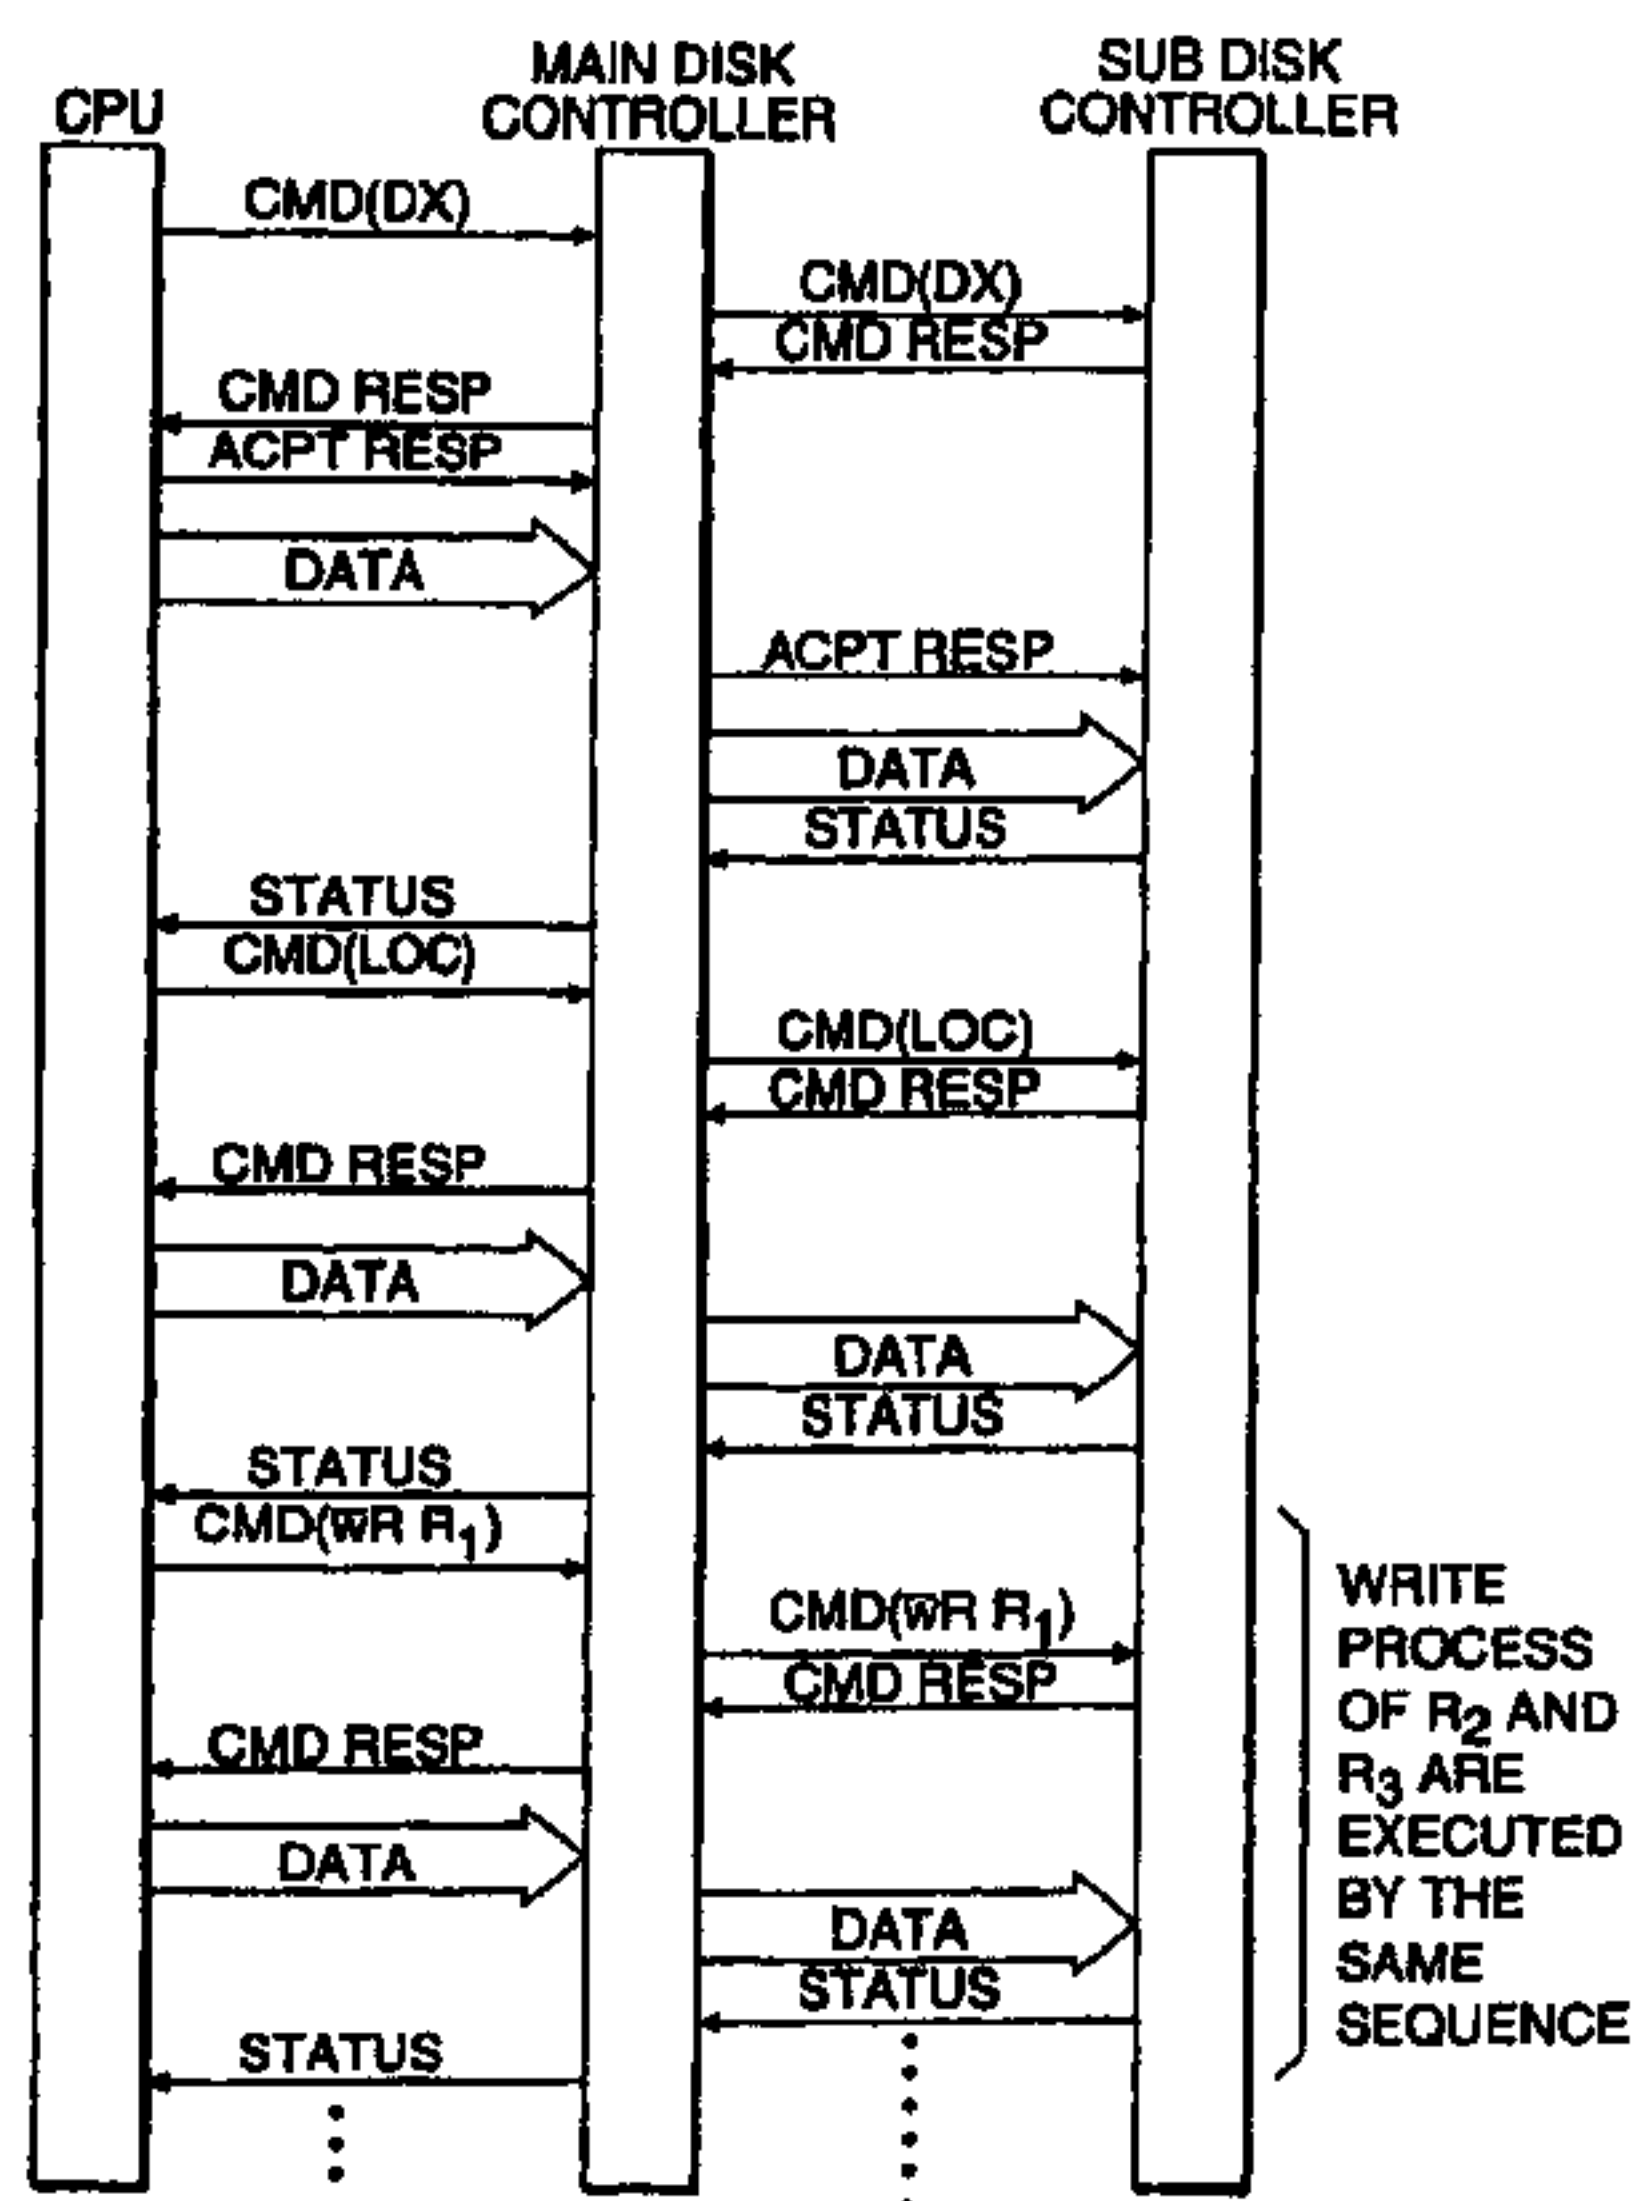 CPU
MAIN DISK
CONTROLLER
SUB DISK
CONTROLLER
CMD(DX)
CMD(DX)
CMD RESP
CMD RESP
ACPT RESP
DATA
ACPT RESP
DATA
STATUS
STATUS
CMD(LOC)
CMD(LOC)
CMD RESP
CMD RESP
DATA
DATA
STATUS
STATUS
CMD(WR R1)
CMD(WR R1)
CMD RESP
CMD RESP
DATA
DATA
STATUS
STATUS
WRITE
PROCESS
OF R2 AND
R3 ARE
EXECUTED
BY THE
SAME
SEQUENCE